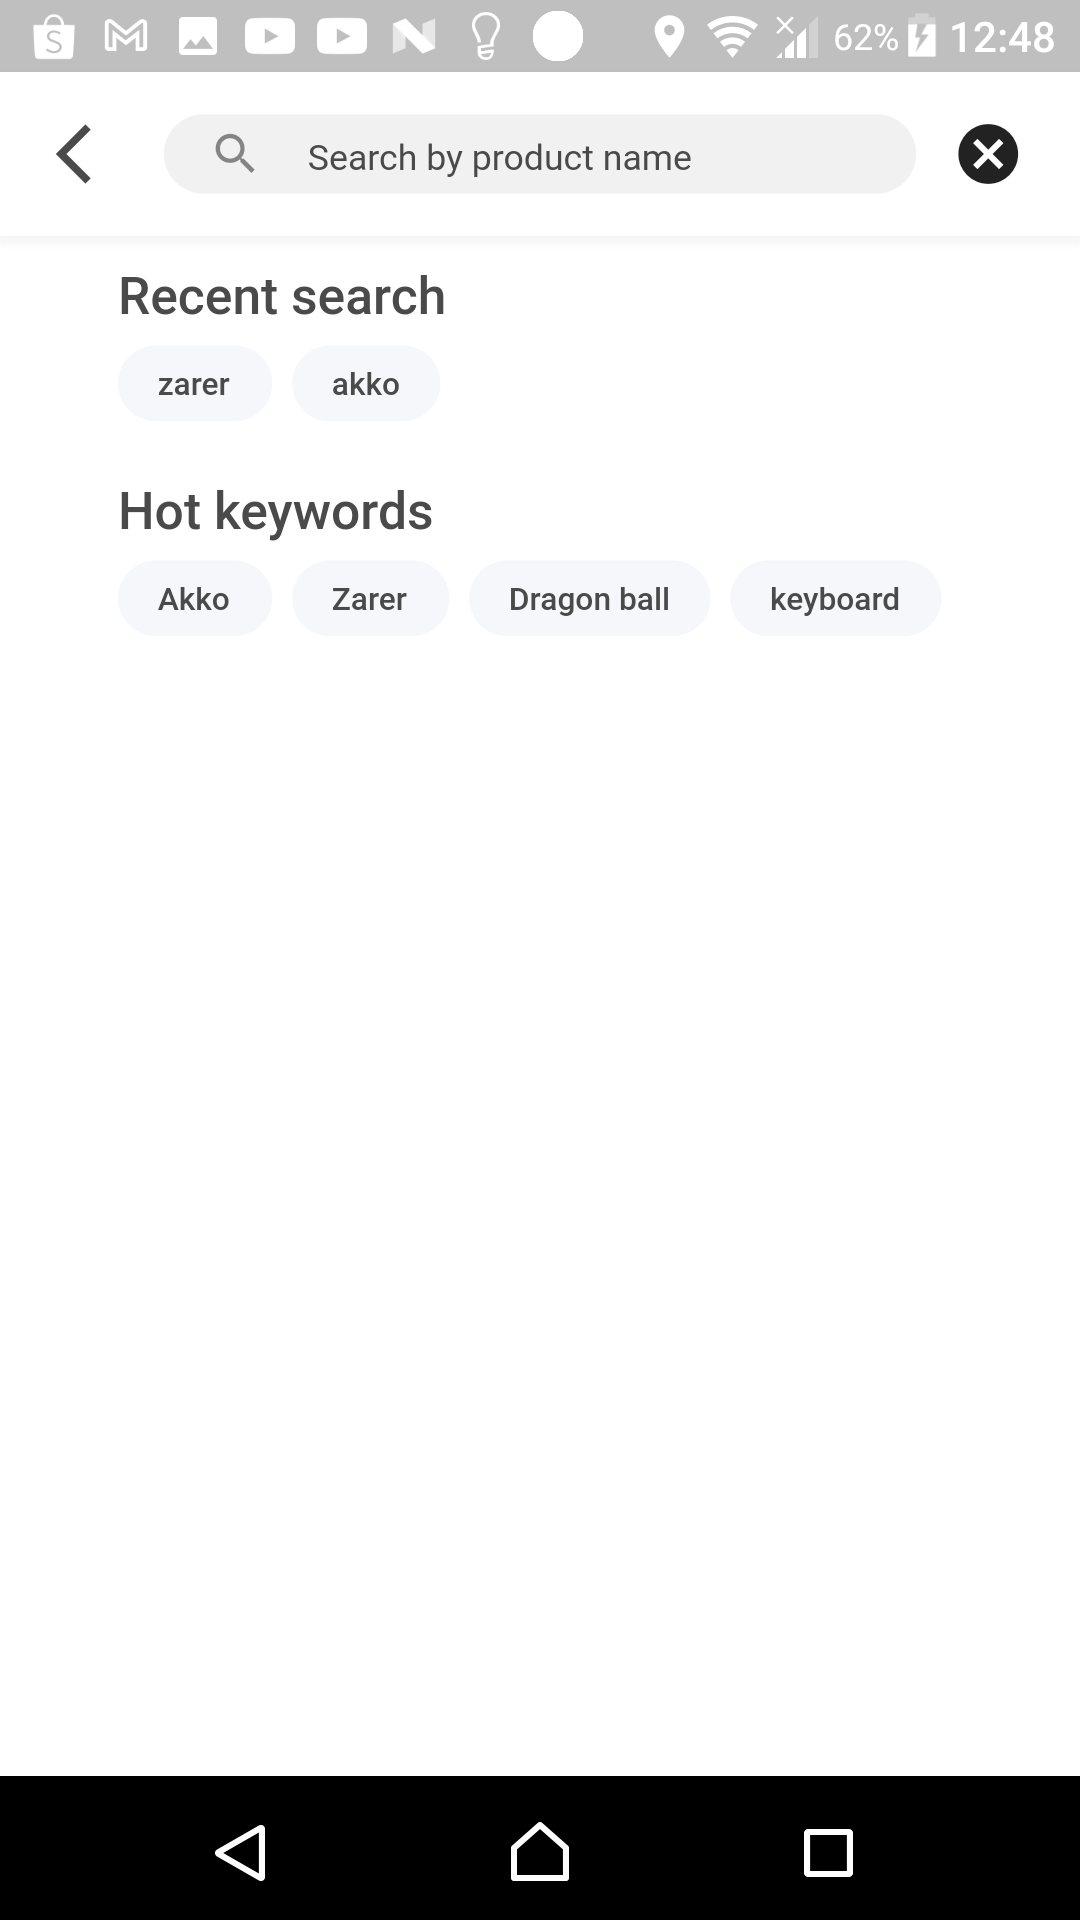 62% 12:48
Search by product name
Recent search
zarer akko
Hot keywords
Akko Zarer Dragon ball keyboard